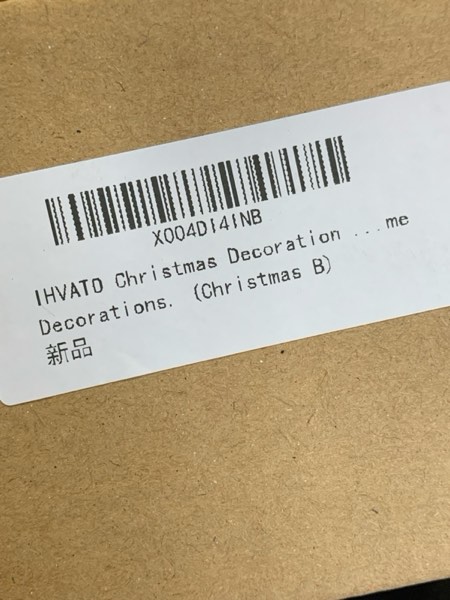 X004DI4INB
IHVATO Christmas Decoration ...me
Decorations. (Christmas B)
新品